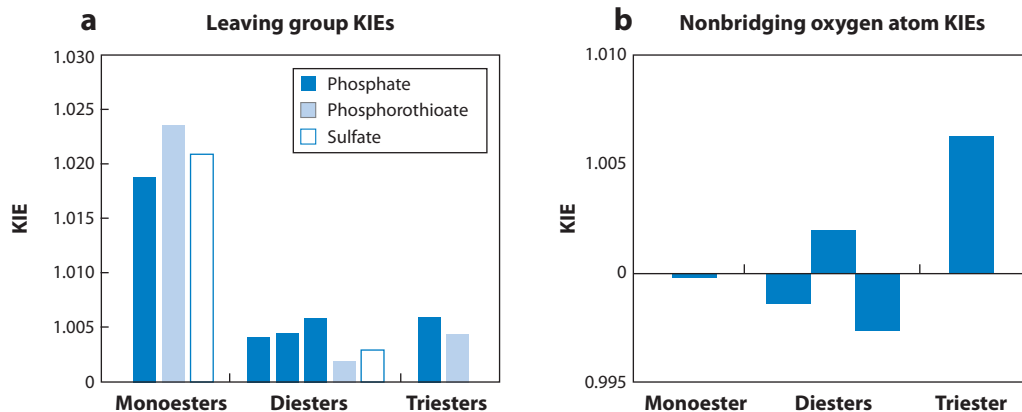 a Leaving group KIEs
KIE
1.030
1.025
1.020
1.015
1.010
1.005
0
Phosphate
Phosphorothioate
Sulfate
Monoesters Diesters Triesters
b Nonbridging oxygen atom KIEs
KIE
1.010
1.005
0
0.995
Monoester Diesters Triester